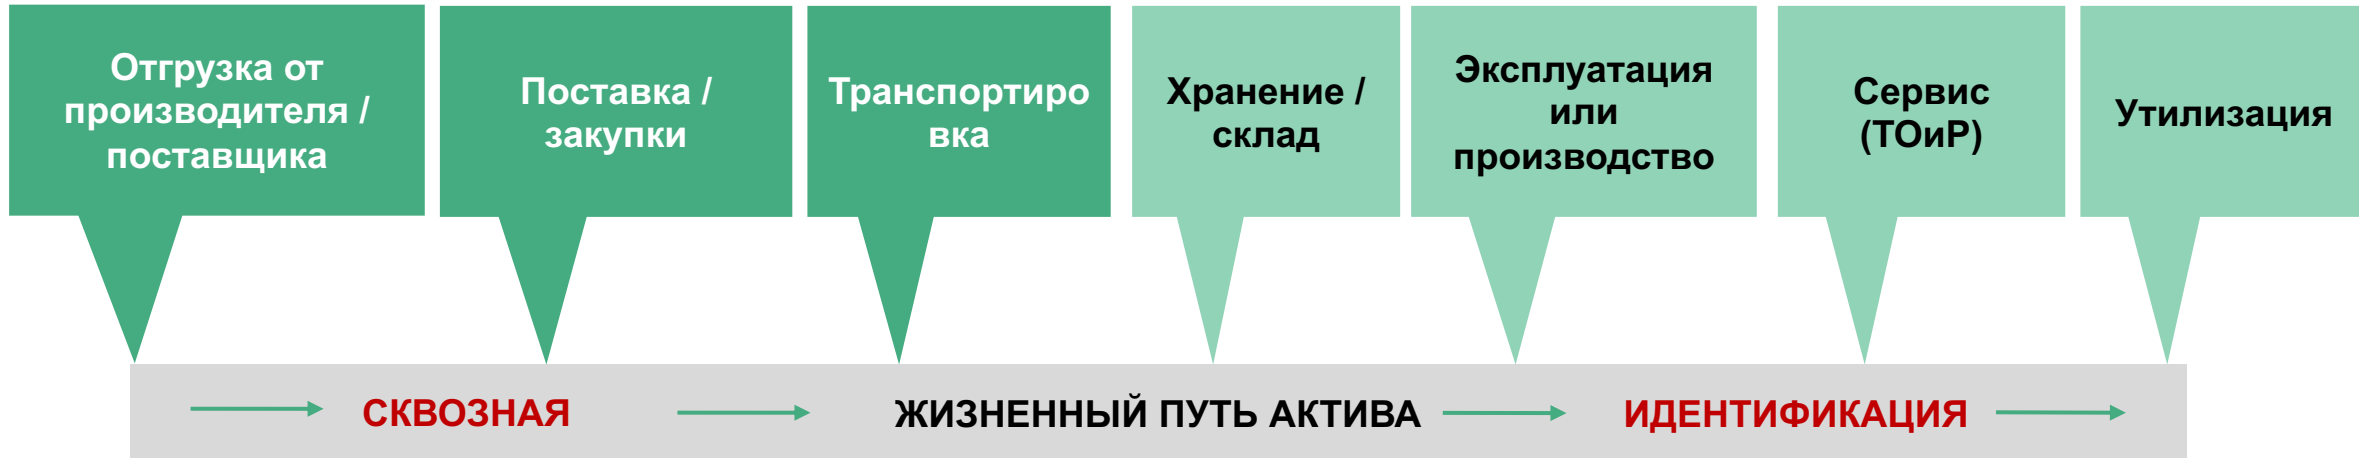 Отгрузка от
производителя /
поставщика
Поставка /
закупки
Транспортиро
вка
Хранение /
склад
Эксплуатация
или
производство
Сервис
(ТОиР)
Утилизация
СКВОЗНАЯ
ЖИЗНЕННЫЙ ПУТЬ АКТИВА
ИДЕНТИФИКАЦИЯ